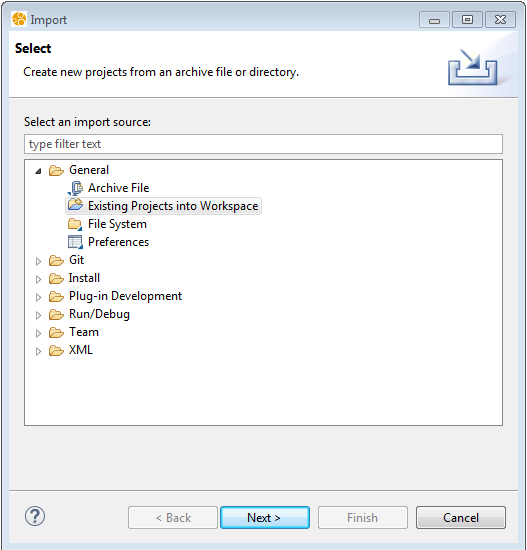 Import
Select
Create new projects from an archive file or directory.
Select an import source:
type filter text
General
Archive File
Existing Projects into Workspace
File System
Preferences
Git
Install
Plug-in Development
Run/Debug
Team
XML
?
< Back
Next >
Finish
Cancel